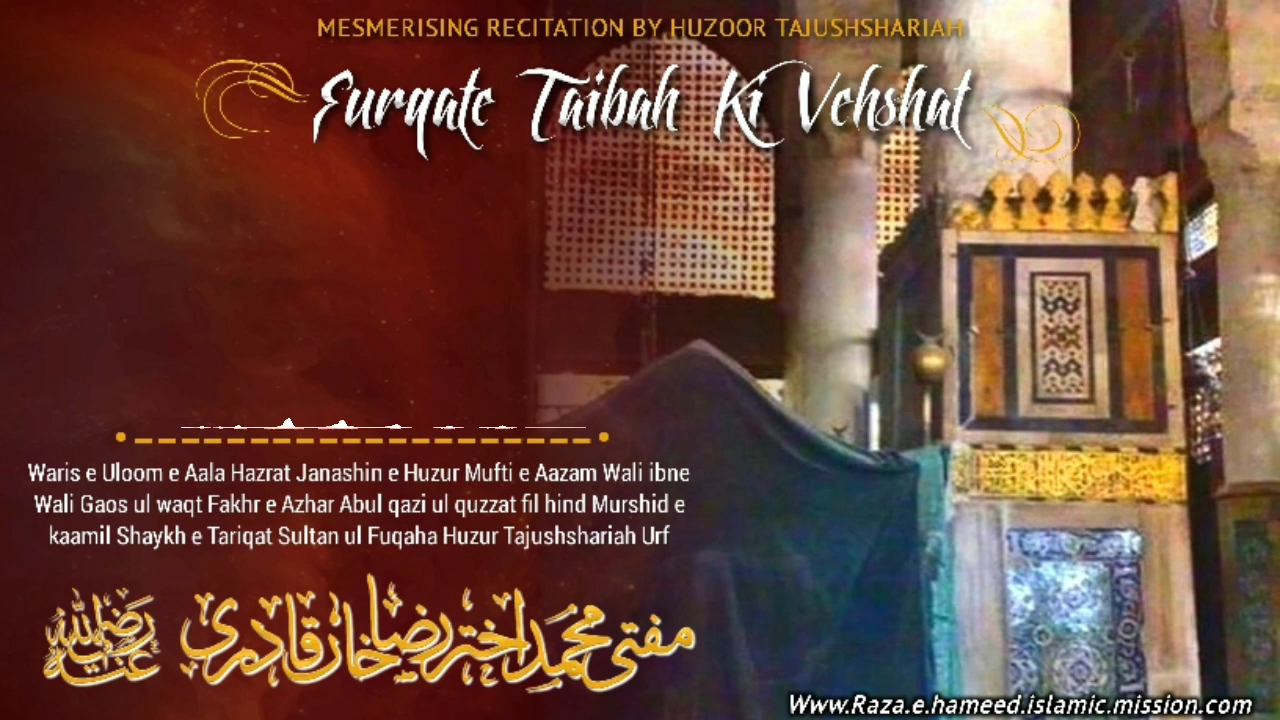 MESMERISING RECITATION BY HUZOOR TAJUSHSHARIAH
Furqate Taibah Ki Vehshat
Waris e Uloom e Aala Hazrat Janashin e Huzur Mufti e Aazam Wali ibne
Wali Gaos ul waqt Fakhr e Azhar Abul qazi ul quzzat fil hind Murshid e
kaamil Shaykh e Tariqat Sultan ul Fuqaha Huzur Tajushshariah Urf
مفتی محمد اختر رضا خان قادری رضی الله عنه
Www.Raza.e.hameed.islamic.mission.com